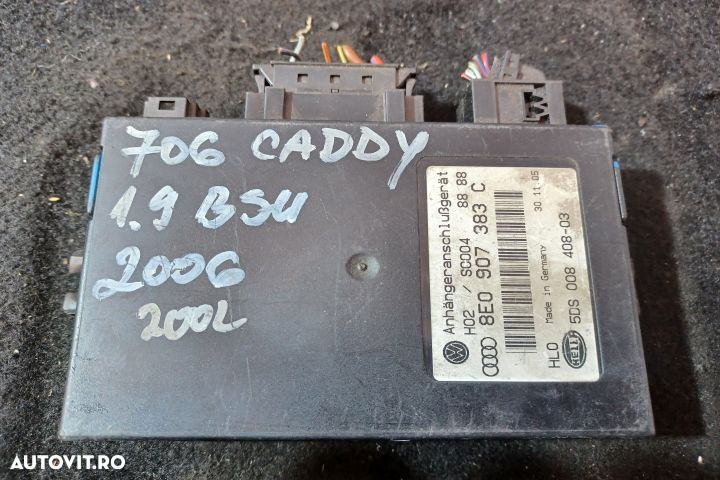 706 CADDY
1.9 BSU
2006
200L
Anhängeranschlußgerät
H02 / SC004 88 88
8E0 907 383 C
Made in Germany 30 11 05
HLO 5DS 008 408-03
HELLA
AUTOVIT.RO